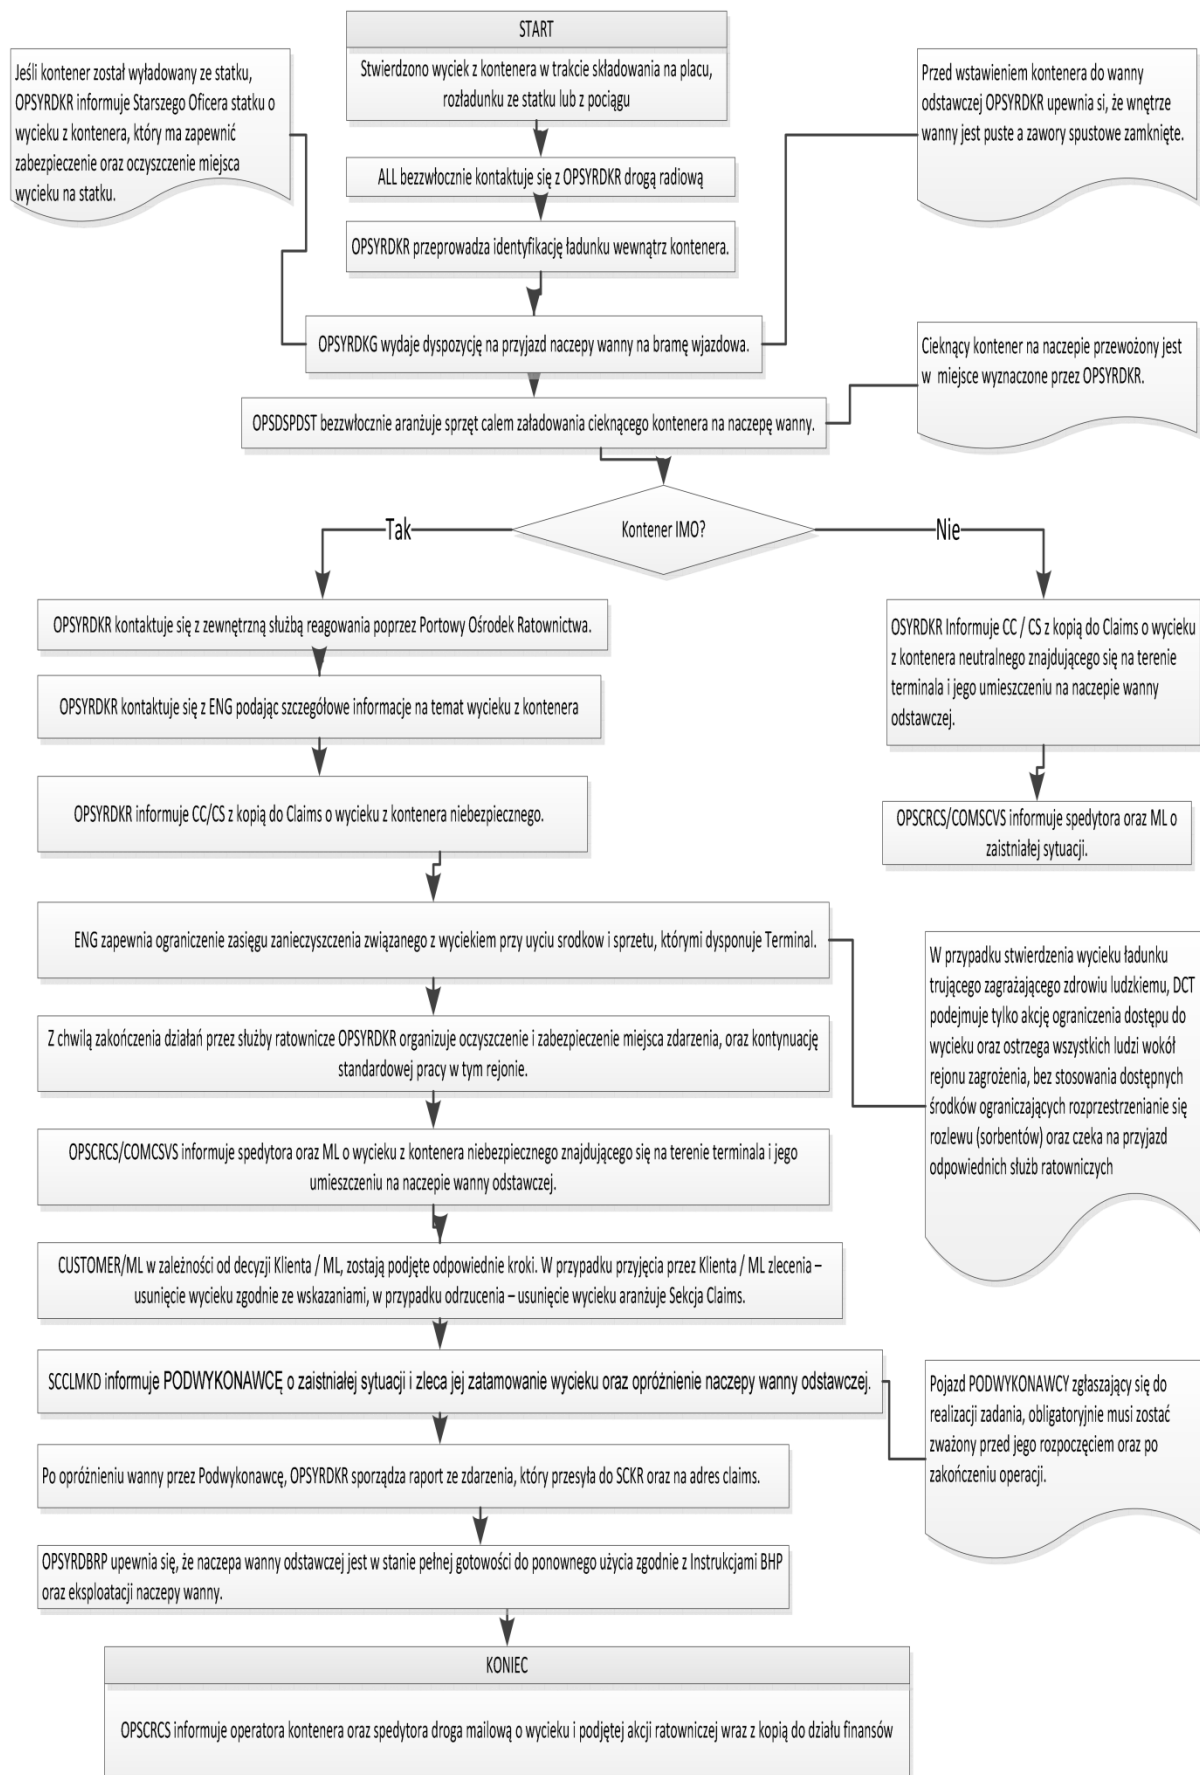 START
Stwierdzono wyciek z kontenera w trakcie składowania na placu,
rozładunku ze statku lub z pociągu
Jeśli kontener został wyładowany ze statku,
OPSYRDKR informuje Starszego Oficera statku o
wycieku z kontenera, który ma zapewnić
zabezpieczenie oraz oczyszczenie miejsca
wycieku na statku.
Przed wstawieniem kontenera do wanny
odstawczej OPSYRDKR upewnia si, że wnętrze
wanny jest puste a zawory spustowe zamknięte.
ALL bezzwłocznie kontaktuje się z OPSYRDKR drogą radiową
OPSYRDKR przeprowadza identyfikację ładunku wewnątrz kontenera.
OPSYRDKG wydaje dyspozycję na przyjazd naczepy wanny na bramę wjazdowa.
Cieknący kontener na naczepie przewożony jest
w miejsce wyznaczone przez OPSYRDKR.
OPSDSPDST bezzwłocznie aranżuje sprzęt calem załadowania cieknącego kontenera na naczepę wanny.
Kontener IMO?
Tak
Nie
OPSYRDKR kontaktuje się z zewnętrzną służbą reagowania poprzez Portowy Ośrodek Ratownictwa.
OSYRDKR Informuje CC / CS z kopią do Claims o wycieku
z kontenera neutralnego znajdującego się na terenie
terminala i jego umieszczeniu na naczepie wanny
odstawczej.
OPSYRDKR kontaktuje się z ENG podając szczegółowe informacje na temat wycieku z kontenera
OPSYRDKR informuje CC/CS z kopią do Claims o wycieku z kontenera niebezpiecznego.
OPSCRCS/COMSCVS informuje spedytora oraz ML o
zaistniałej sytuacji.
ENG zapewnia ograniczenie zasięgu zanieczyszczenia związanego z wyciekiem przy uyciu srodkow i sprzetu, którymi dysponuje Terminal.
W przypadku stwierdzenia wycieku ładunku
trującego zagrażającego zdrowiu ludzkiemu, DCT
podejmuje tylko akcję ograniczenia dostępu do
wycieku oraz ostrzega wszystkich ludzi wokół
rejonu zagrożenia, bez stosowania dostępnych
środków ograniczających rozprzestrzenianie się
rozlewu (sorbentów) oraz czeka na przyjazd
odpowiednich służb ratowniczych
Z chwilą zakończenia działań przez służby ratownicze OPSYRDKR organizuje oczyszczenie i zabezpieczenie miejsca zdarzenia, oraz kontynuację
standardowej pracy w tym rejonie.
OPSCRCS/COMCSVS informuje spedytora oraz ML o wycieku z kontenera niebezpiecznego znajdującego się na terenie terminala i jego
umieszczeniu na naczepie wanny odstawczej.
CUSTOMER/ML w zależności od decyzji Klienta / ML, zostają podjęte odpowiednie kroki. W przypadku przyjęcia przez Klienta / ML zlecenia –
usunięcie wycieku zgodnie ze wskazaniami, w przypadku odrzucenia – usunięcie wycieku aranżuje Sekcja Claims.
SCCLMKD informuje PODWYKONAWCĘ o zaistniałej sytuacji i zleca jej zatamowanie wycieku oraz opróżnienie naczepy wanny odstawczej.
Pojazd PODWYKONAWCY zgłaszający się do
realizacji zadania, obligatoryjnie musi zostać
zważony przed jego rozpoczęciem oraz po
zakończeniu operacji.
Po opróżnieniu wanny przez Podwykonawcę, OPSYRDKR sporządza raport ze zdarzenia, który przesyła do SCKR oraz na adres claims.
OPSYRDBRP upewnia się, że naczepa wanny odstawczej jest w stanie pełnej gotowości do ponownego użycia zgodnie z Instrukcjami BHP
oraz eksploatacji naczepy wanny.
KONIEC
OPSCRCS informuje operatora kontenera oraz spedytora droga mailową o wycieku i podjętej akcji ratowniczej wraz z kopią do działu finansów